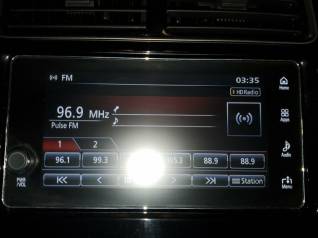 FM 03:35
HD Radio
96.9 MHz
Pulse FM
1 2
96.1 99.3 88.9 88.9
Station
Home
Apps
Audio
Menu
PWR
/VOL